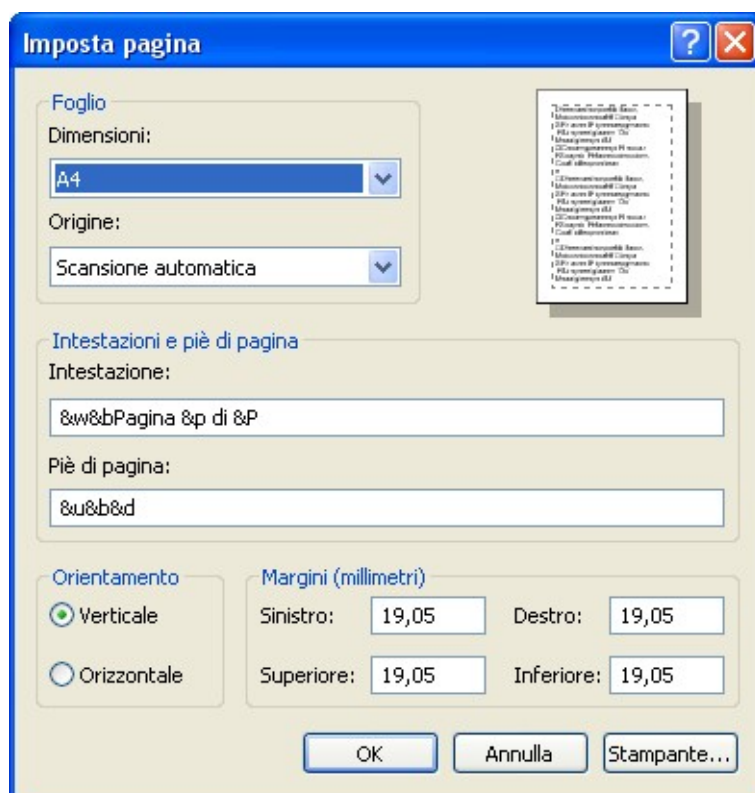 Imposta pagina
Foglio
Dimensioni:
A4
Origine:
Scansione automatica
Intestazioni e piè di pagina
Intestazione:
&w&bPagina &p di &P
Piè di pagina:
&u&b&d
Orientamento
Verticale
Orizzontale
Margini (millimetri)
Sinistro: 19,05 Destro: 19,05
Superiore: 19,05 Inferiore: 19,05
OK Annulla Stampante...